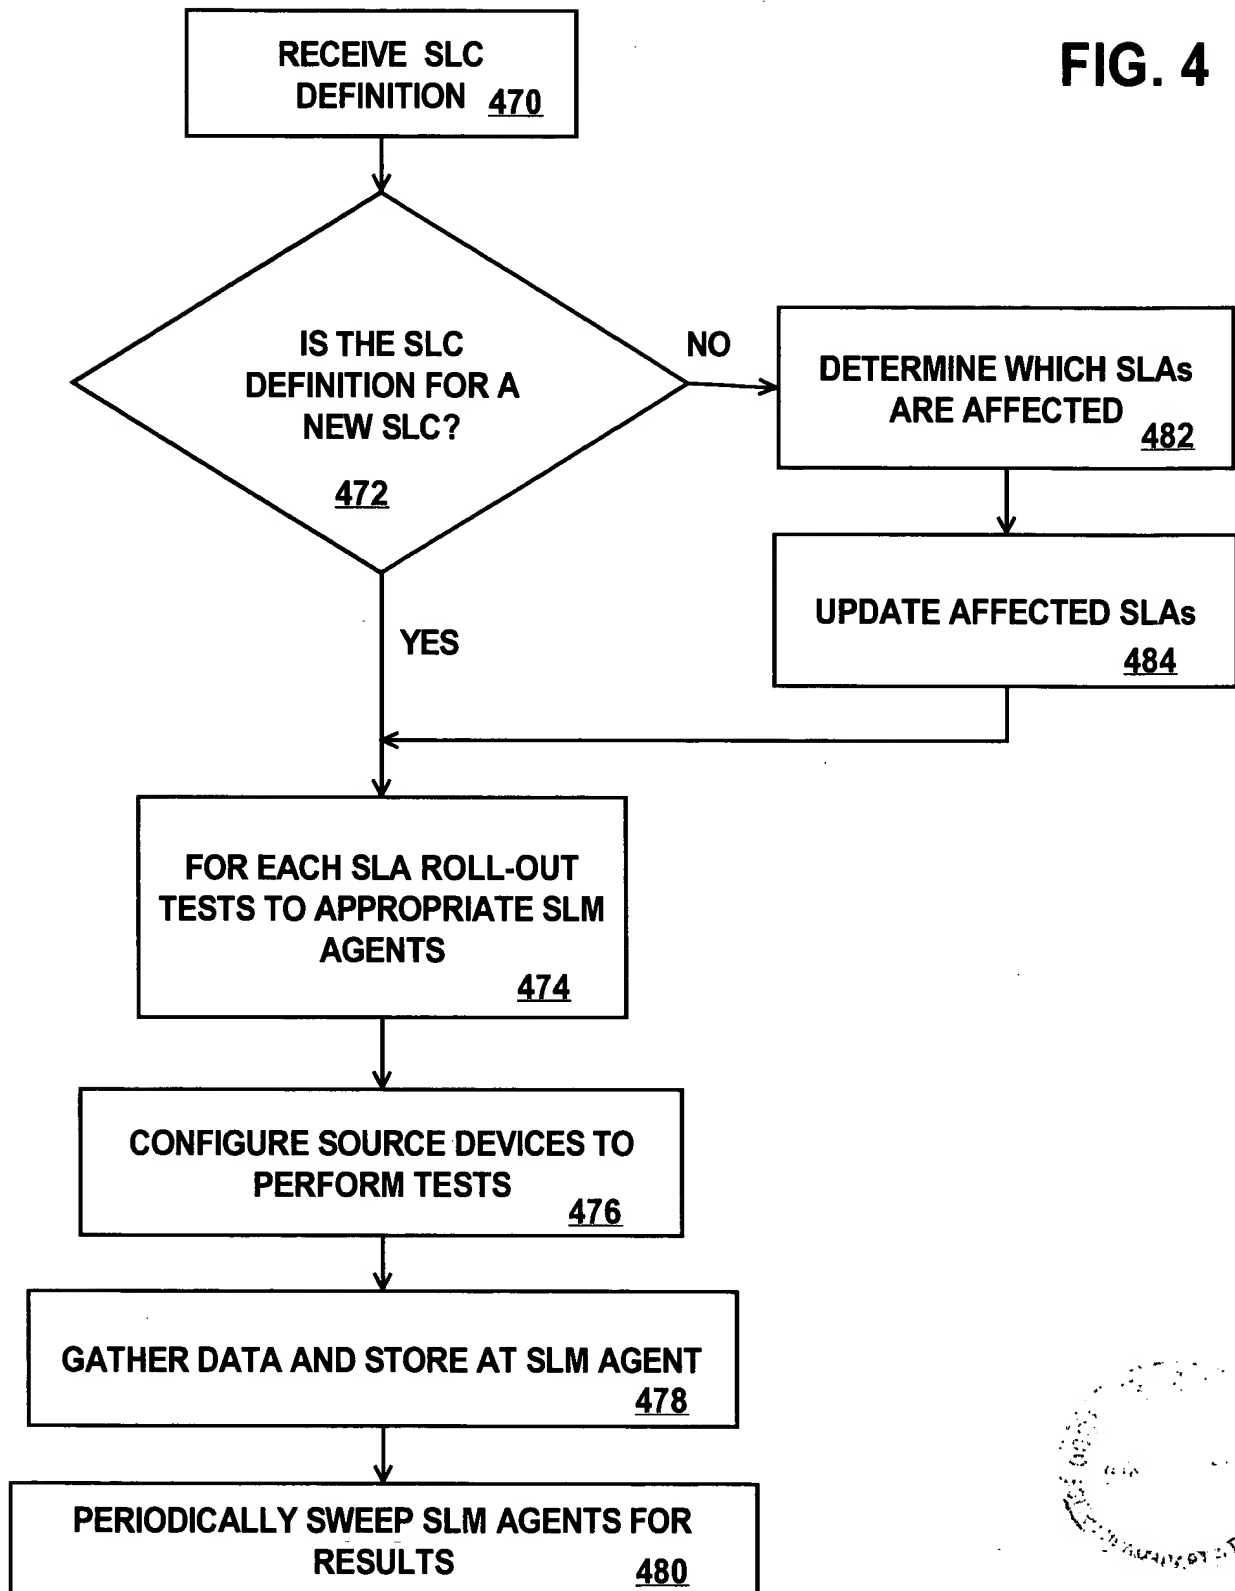 FIG. 4
RECEIVE SLC
DEFINITION 470
IS THE SLC
DEFINITION FOR A
NEW SLC?
472
NO
DETERMINE WHICH SLAs
ARE AFFECTED
482
UPDATE AFFECTED SLAs
484
YES
FOR EACH SLA ROLL-OUT
TESTS TO APPROPRIATE SLM
AGENTS
474
CONFIGURE SOURCE DEVICES TO
PERFORM TESTS
476
GATHER DATA AND STORE AT SLM AGENT
478
PERIODICALLY SWEEP SLM AGENTS FOR
RESULTS
480